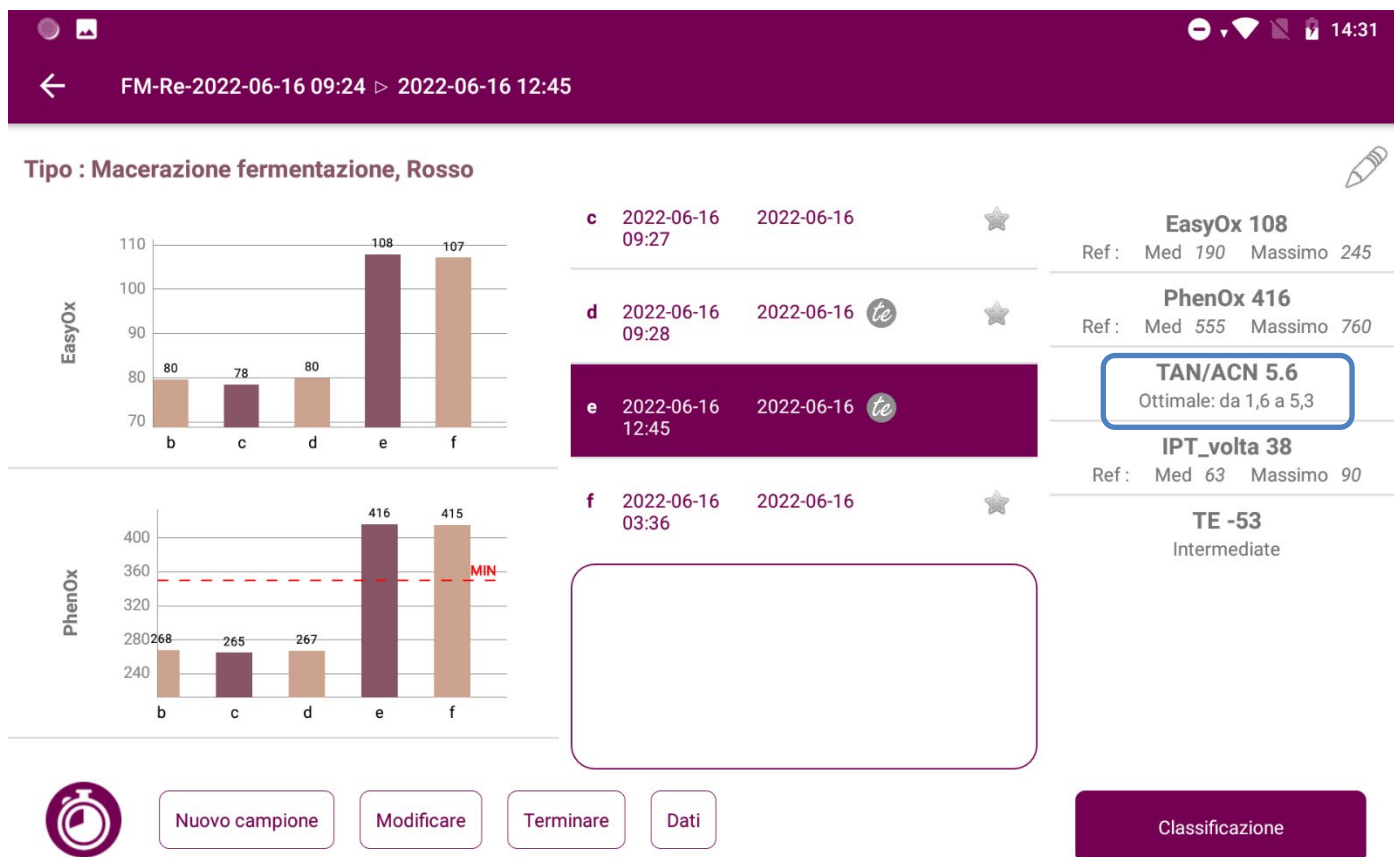 14:31
FM-Re-2022-06-16 09:24 ▷ 2022-06-16 12:45
Tipo : Macerazione fermentazione, Rosso
EasyOx
110
100
90
80
70
80
78
80
108
107
b c d e f
PhenOx
400
360
320
280
240
268
265
267
416
415
MIN
b c d e f
c 2022-06-16 2022-06-16
09:27
d 2022-06-16 2022-06-16 te
09:28
e 2022-06-16 2022-06-16 te
12:45
f 2022-06-16 2022-06-16
03:36
EasyOx 108
Ref : Med 190 Massimo 245
PhenOx 416
Ref : Med 555 Massimo 760
TAN/ACN 5.6
Ottimale: da 1,6 a 5,3
IPT_volta 38
Ref : Med 63 Massimo 90
TE -53
Intermediate
Nuovo campione
Modificare
Terminare
Dati
Classificazione